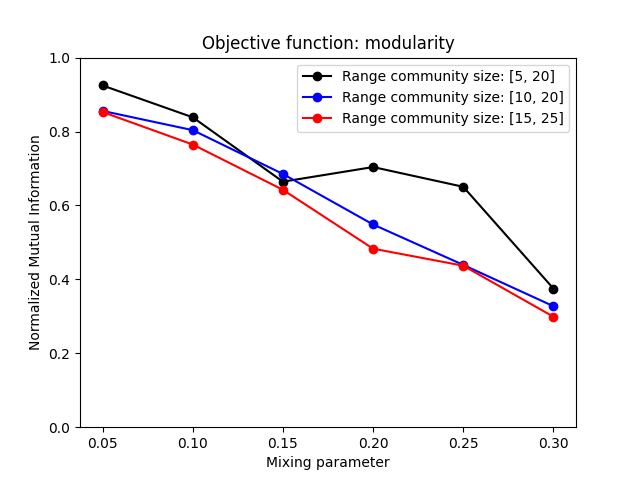 Objective function: modularity
Range community size: [5, 20]
Range community size: [10, 20]
Range community size: [15, 25]
Normalized Mutual Information
1.0
0.8
0.6
0.4
0.2
0.0
0.05 0.10 0.15 0.20 0.25 0.30
Mixing parameter